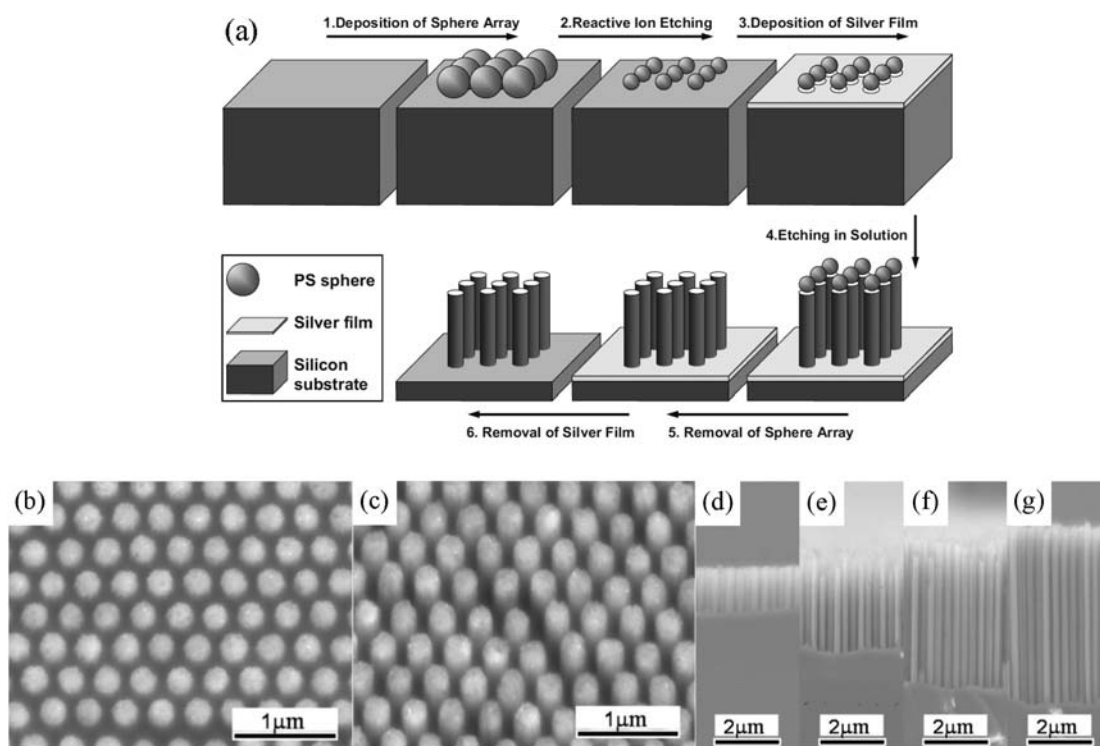 (a)
1.Deposition of Sphere Array
2.Reactive Ion Etching
3.Deposition of Silver Film
4.Etching in Solution
PS sphere
Silver film
Silicon
substrate
6. Removal of Silver Film
5. Removal of Sphere Array
(b)
(c)
(d)
(e)
(f)
(g)
1μm
1μm
2μm
2μm
2μm
2μm